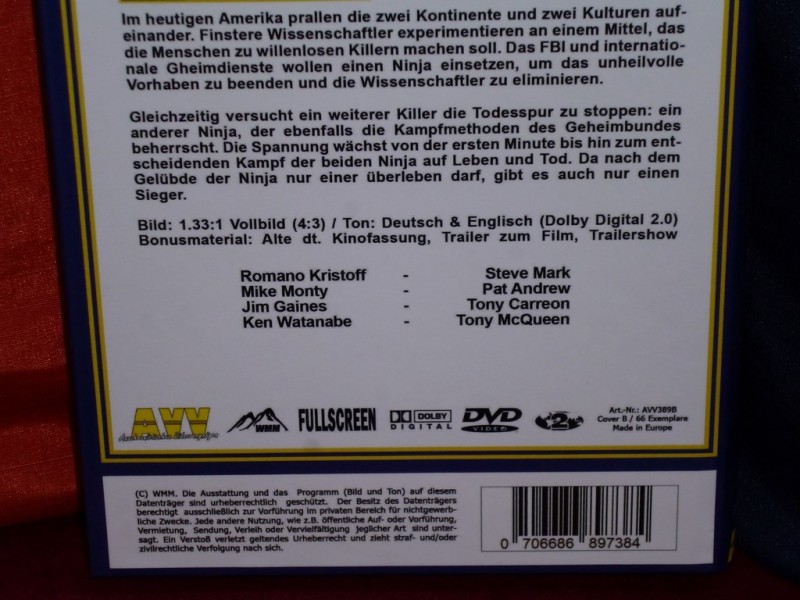 Im heutigen Amerika prallen die zwei Kontinente und zwei Kulturen auf-
einander. Finstere Wissenschaftler experimentieren an einem Mittel, das
die Menschen zu willenlosen Killern machen soll. Das FBI und internatio-
nale Gheimdienste wollen einen Ninja einsetzen, um das unheilvolle
Vorhaben zu beenden und die Wissenschaftler zu eliminieren.
Gleichzeitig versucht ein weiterer Killer die Todesspur zu stoppen: ein
anderer Ninja, der ebenfalls die Kampfmethoden des Geheimbundes
beherrscht. Die Spannung wächst von der ersten Minute bis hin zum ent-
scheidenden Kampf der beiden Ninja auf Leben und Tod. Da nach dem
Gelübde der Ninja nur einer überleben darf, gibt es auch nur einen
Sieger.
Bild: 1.33:1 Vollbild (4:3) / Ton: Deutsch & Englisch (Dolby Digital 2.0)
Bonusmaterial: Alte dt. Kinofassung, Trailer zum Film, Trailershow
Romano Kristoff - Steve Mark
Mike Monty - Pat Andrew
Jim Gaines - Tony Carreon
Ken Watanabe - Tony McQueen
AVV
WMM
FULLSCREEN
DOLBY
DIGITAL
DVD
VIDEO
2
Art.-Nr.: AVV389B
Cover B / 66 Exemplare
Made in Europe
(C) WMM. Die Ausstattung und das Programm (Bild und Ton) auf diesem
Datenträger sind urheberrechtlich geschützt. Der Besitz des Datenträgers
berechtigt ausschließlich zur Vorführung im privaten Bereich für nichtgewerb-
liche Zwecke. Jede andere Nutzung, wie z.B. öffentliche Auf- oder Vorführung,
Vermietung, Sendung, Verleih oder Vervielfältigung jeglicher Art sind unter-
sagt. Ein Verstoß verletzt geltendes Urheberrecht und zieht straf- und/oder
zivilrechtliche Verfolgung nach sich.
0 706686 897384